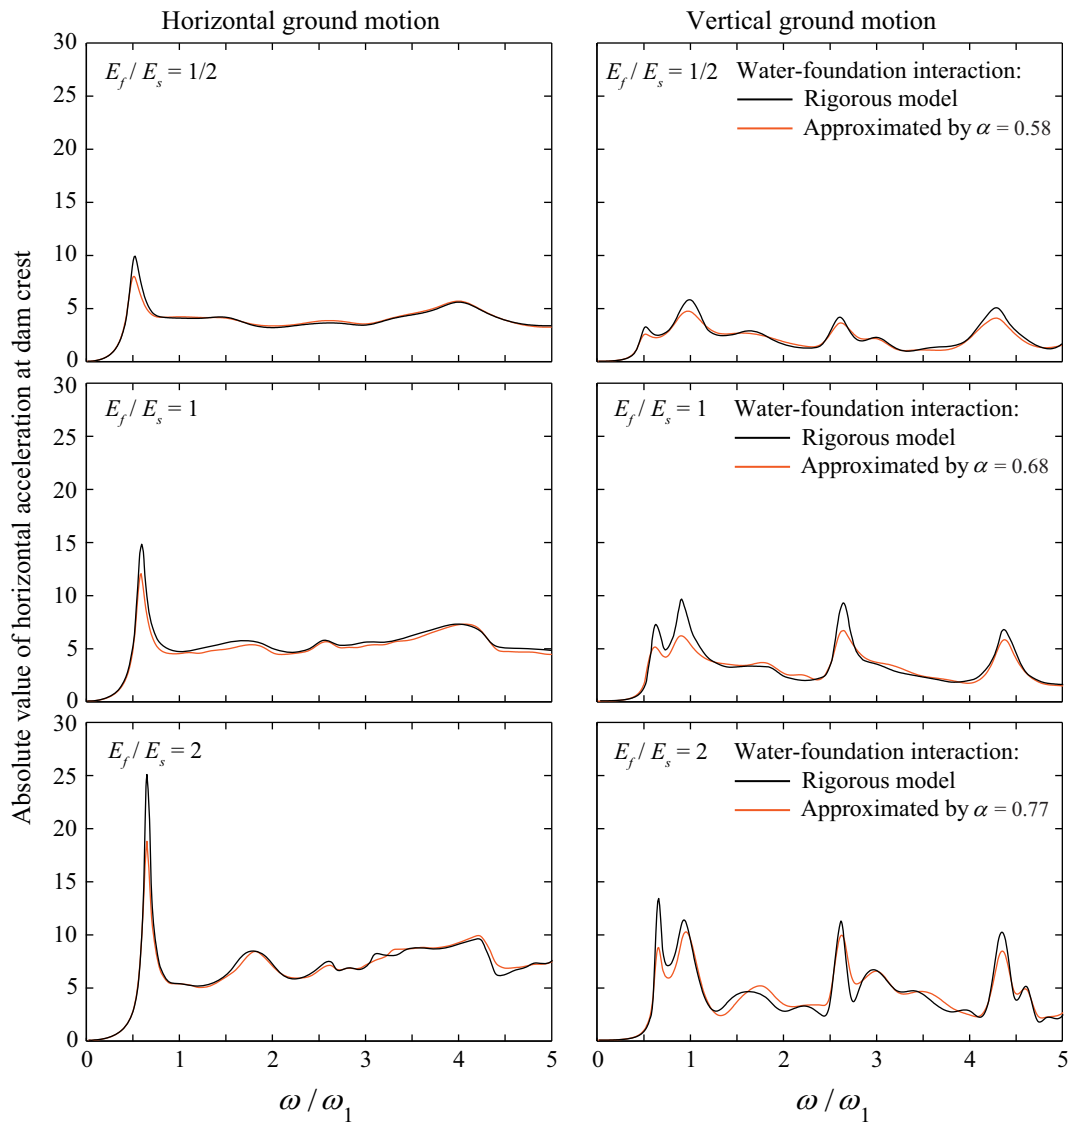 Horizontal ground motion
Vertical ground motion
Absolute value of horizontal acceleration at dam crest
30
25
20
15
10
5
0
E_f / E_s = 1/2
E_f / E_s = 1/2
Water-foundation interaction:
Rigorous model
Approximated by α = 0.58
30
25
20
15
10
5
0
E_f / E_s = 1
E_f / E_s = 1
Water-foundation interaction:
Rigorous model
Approximated by α = 0.68
30
25
20
15
10
5
0
E_f / E_s = 2
E_f / E_s = 2
Water-foundation interaction:
Rigorous model
Approximated by α = 0.77
0 1 2 3 4 5
0 1 2 3 4 5
ω / ω₁
ω / ω₁